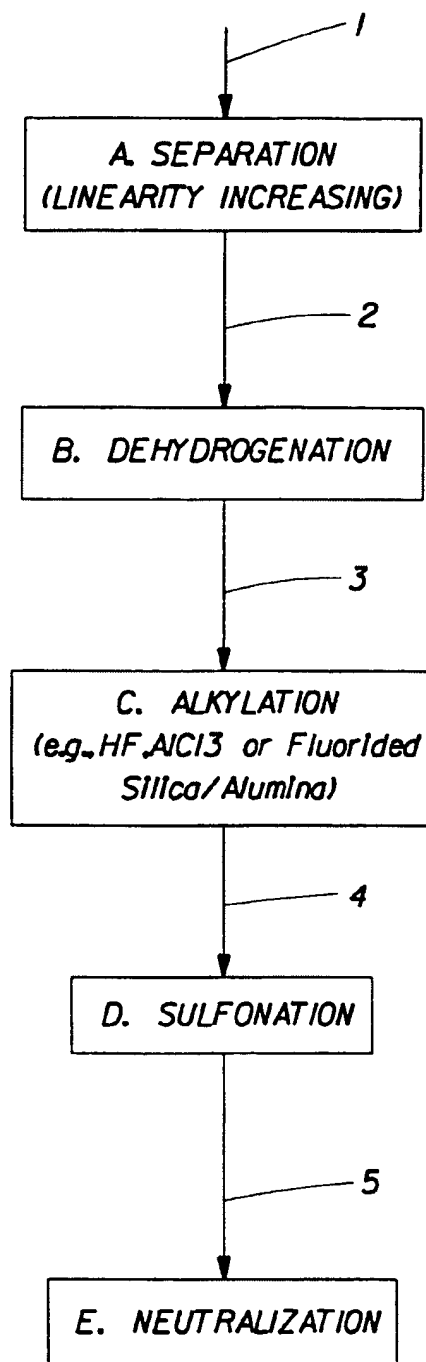 1
A. SEPARATION
(LINEARITY INCREASING)
2
B. DEHYDROGENATION
3
C. ALKYLATION
(e.g., HF, AlCl3 or Fluorided
Silica/Alumina)
4
D. SULFONATION
5
E. NEUTRALIZATION